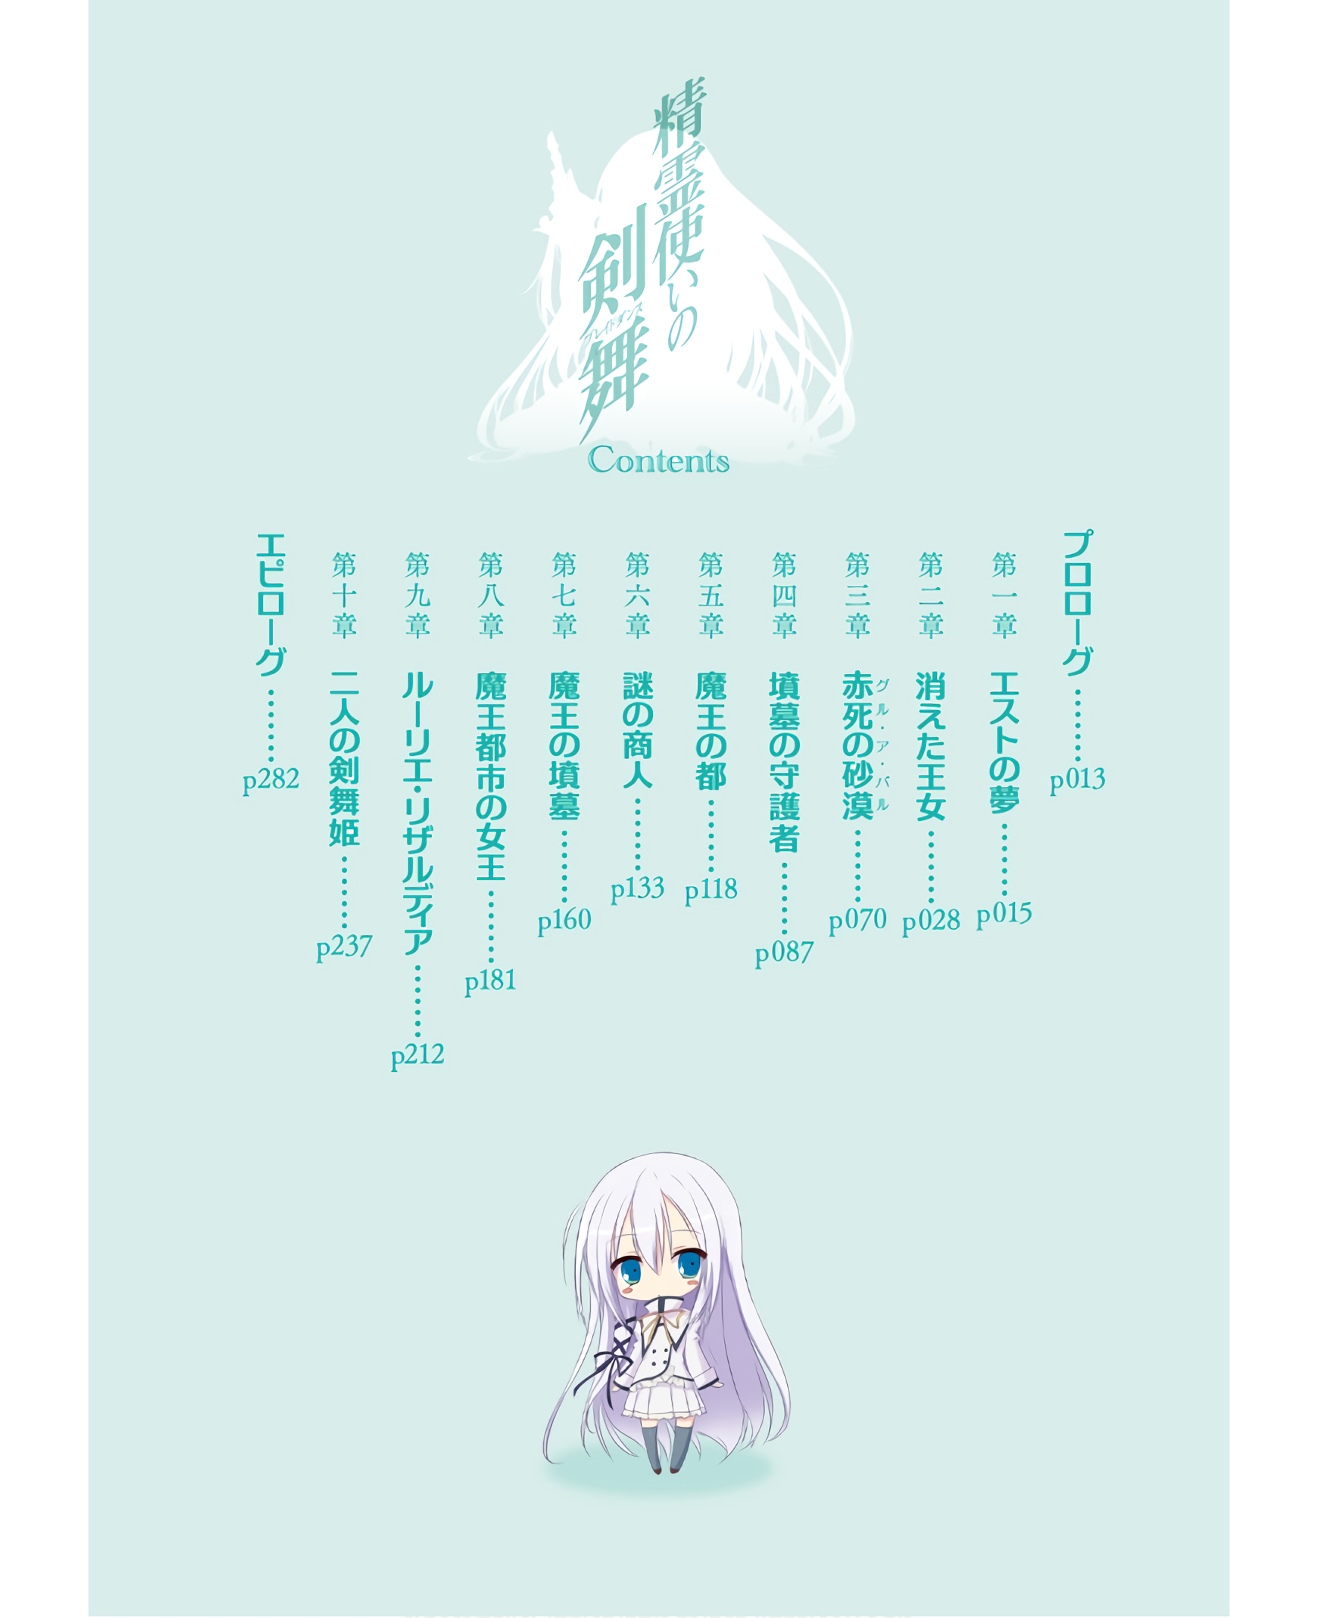 精霊使いの
剣舞
ブレイドダンス
Contents
プロローグ………p013
第一章 エストの夢………p015
第二章 消えた王女………p028
第三章 赤死の砂漠………p070
グル・ア・バル
第四章 墳墓の守護者………p087
第五章 魔王の都………p118
第六章 謎の商人………p133
第七章 魔王の墳墓………p160
第八章 魔王都市の女王………p181
第九章 ルーリエ・リザルディア………p212
第十章 二人の剣舞姫………p237
エピローグ………p282